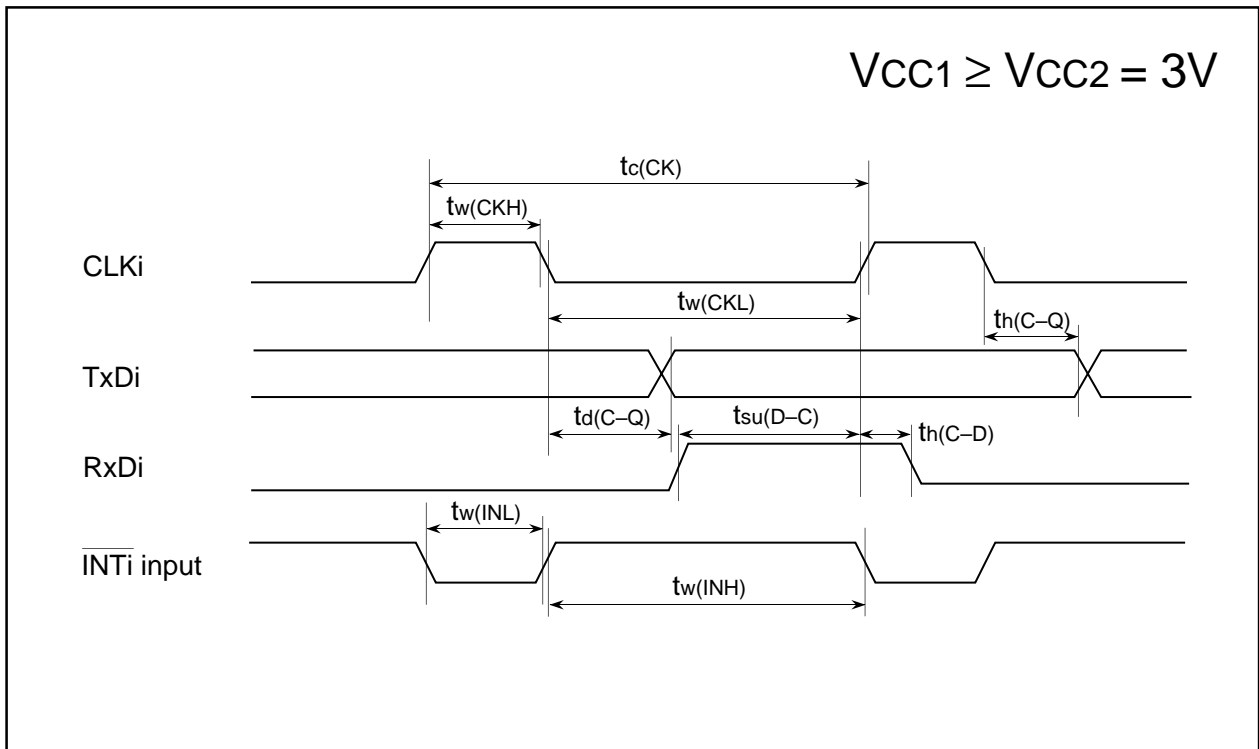 VCC1 ≥ VCC2 = 3V
tc(CK)
tw(CKH)
CLKi
tw(CKL)
th(C–Q)
TxDi
td(C–Q)
tsu(D–C)
th(C–D)
RxDi
tw(INL)
INTi input
tw(INH)